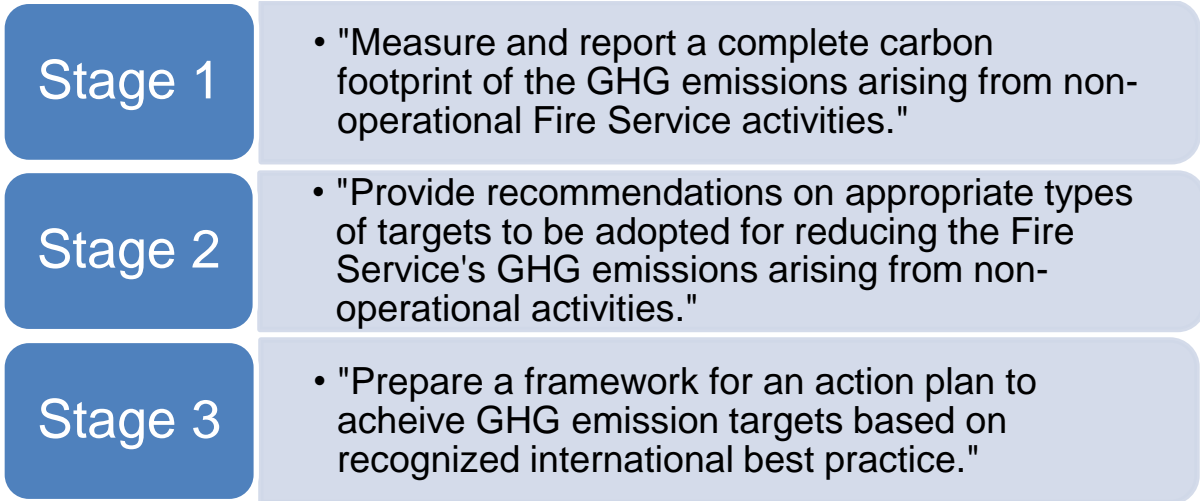 Stage 1
• "Measure and report a complete carbon
footprint of the GHG emissions arising from non-
operational Fire Service activities."
Stage 2
• "Provide recommendations on appropriate types
of targets to be adopted for reducing the Fire
Service's GHG emissions arising from non-
operational activities."
Stage 3
• "Prepare a framework for an action plan to
acheive GHG emission targets based on
recognized international best practice."